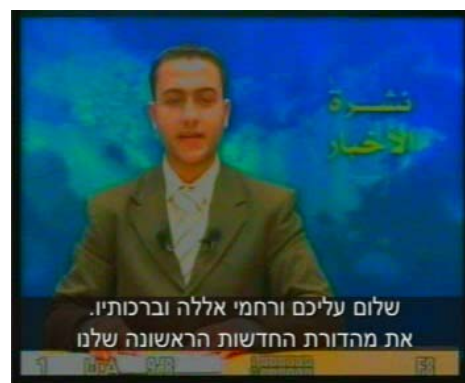 نشرة
الأخبار
שלום עליכם ורחמי אללה וברכותיו.
את מהדורת החדשות הראשונה שלנו